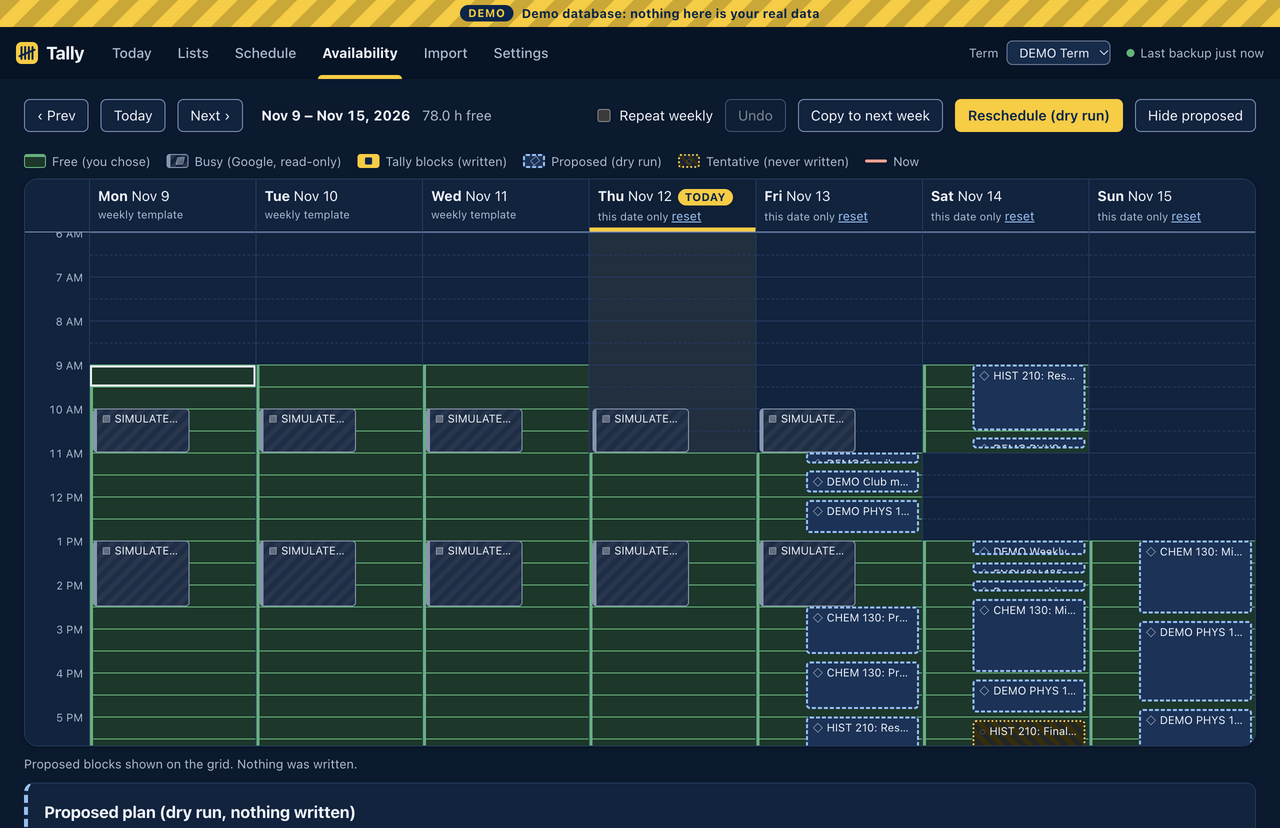 DEMO Demo database: nothing here is your real data
Tally Today Lists Schedule Availability Import Settings Term DEMO Term Last backup just now
‹ Prev Today Next › Nov 9 – Nov 15, 2026 78.0 h free Repeat weekly Undo Copy to next week Reschedule (dry run) Hide proposed
Free (you chose) Busy (Google, read-only) Tally blocks (written) Proposed (dry run) Tentative (never written) Now
Mon Nov 9 Tue Nov 10 Wed Nov 11 Thu Nov 12 TODAY Fri Nov 13 Sat Nov 14 Sun Nov 15
weekly template weekly template weekly template this date only reset this date only reset this date only reset this date only reset
6 AM
7 AM
8 AM
9 AM
HIST 210: Res...
10 AM
SIMULATE... SIMULATE... SIMULATE... SIMULATE... SIMULATE...
11 AM
DEMO Club m...
12 PM
DEMO PHYS 1...
1 PM
SIMULATE... SIMULATE... SIMULATE... SIMULATE... SIMULATE... DEMO Weekly CHEM 130: Mi...
2 PM
CHEM 130: Pr... CHEM 130: Mi...
3 PM
DEMO PHYS 1...
4 PM
CHEM 130: Pr... DEMO PHYS 1...
5 PM
HIST 210: Res... HIST 210: Final... DEMO PHYS 1...
Proposed blocks shown on the grid. Nothing was written.
Proposed plan (dry run, nothing written)